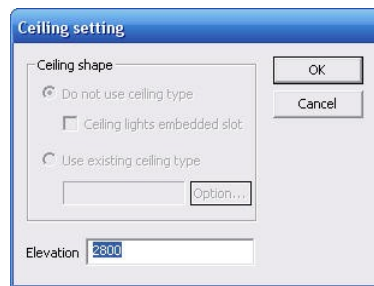 Ceiling setting
Ceiling shape
OK
Do not use ceiling type
Cancel
Ceiling lights embedded slot
Use existing ceiling type
Option...
Elevation 2800